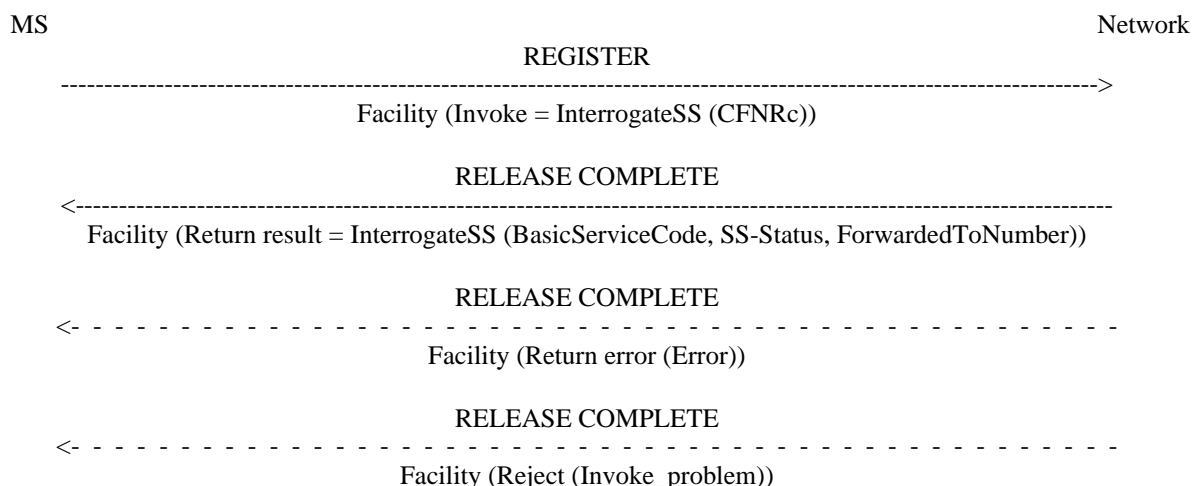 MS Network
REGISTER
------------------------------------------------------------------------------------------------------------------------>
Facility (Invoke = InterrogateSS (CFNRc))
RELEASE COMPLETE
<------------------------------------------------------------------------------------------------------------------------
Facility (Return result = InterrogateSS (BasicServiceCode, SS-Status, ForwardedToNumber))
RELEASE COMPLETE
<- - - - - - - - - - - - - - - - - - - - - - - - - - - - - - - - - - - - - - - - - - - - - - - - - - - -
Facility (Return error (Error))
RELEASE COMPLETE
<- - - - - - - - - - - - - - - - - - - - - - - - - - - - - - - - - - - - - - - - - - - - - - - - - - - -
Facility (Reject (Invoke_problem))